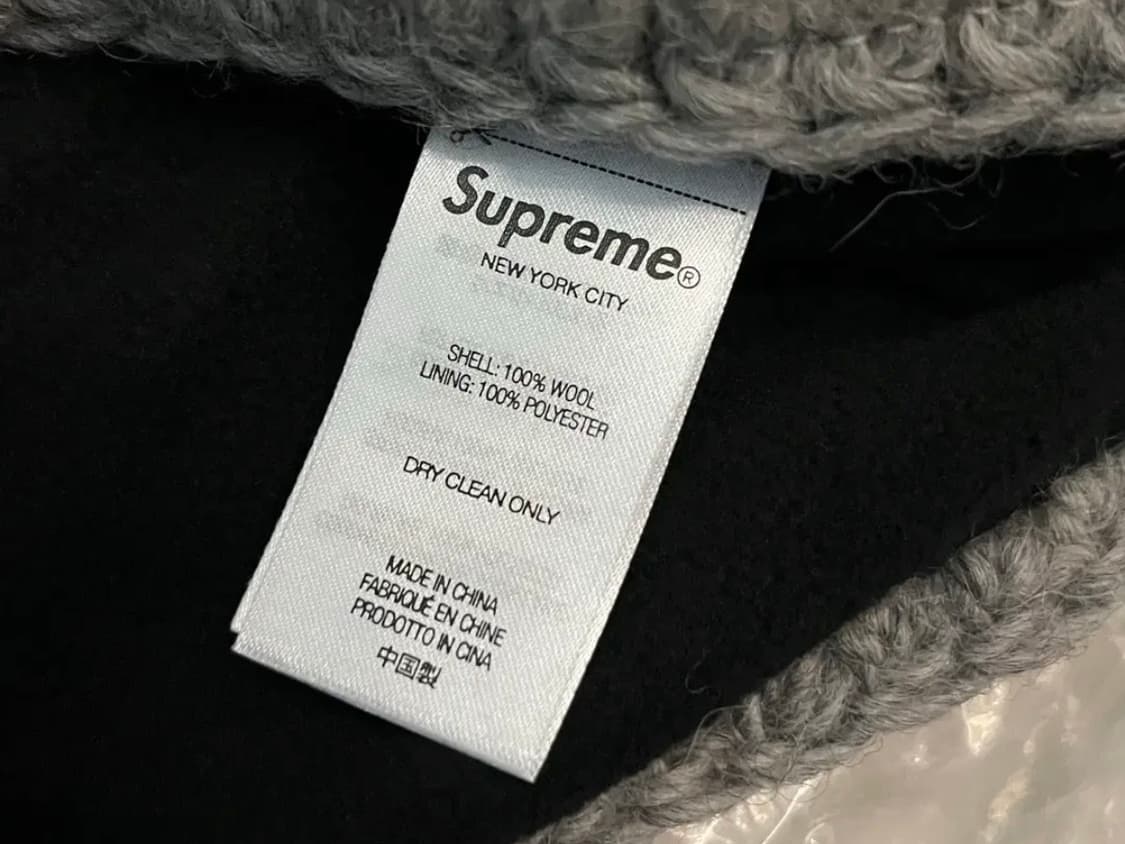 Supreme®
NEW YORK CITY
SHELL: 100% WOOL
LINING: 100% POLYESTER
DRY CLEAN ONLY
MADE IN CHINA
FABRIQUÉ EN CHINE
PRODOTTO IN CINA
中国製